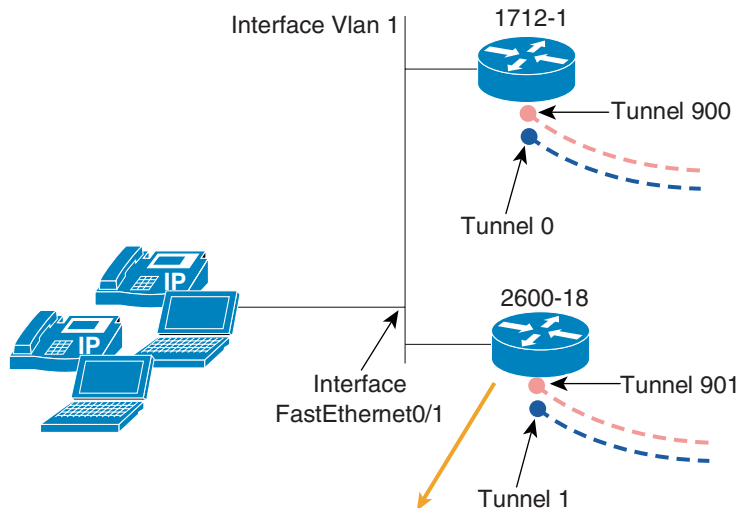 Interface Vlan 1
1712-1
Tunnel 900
Tunnel 0
IP
IP
2600-18
Interface
FastEthernet0/1
Tunnel 901
Tunnel 1